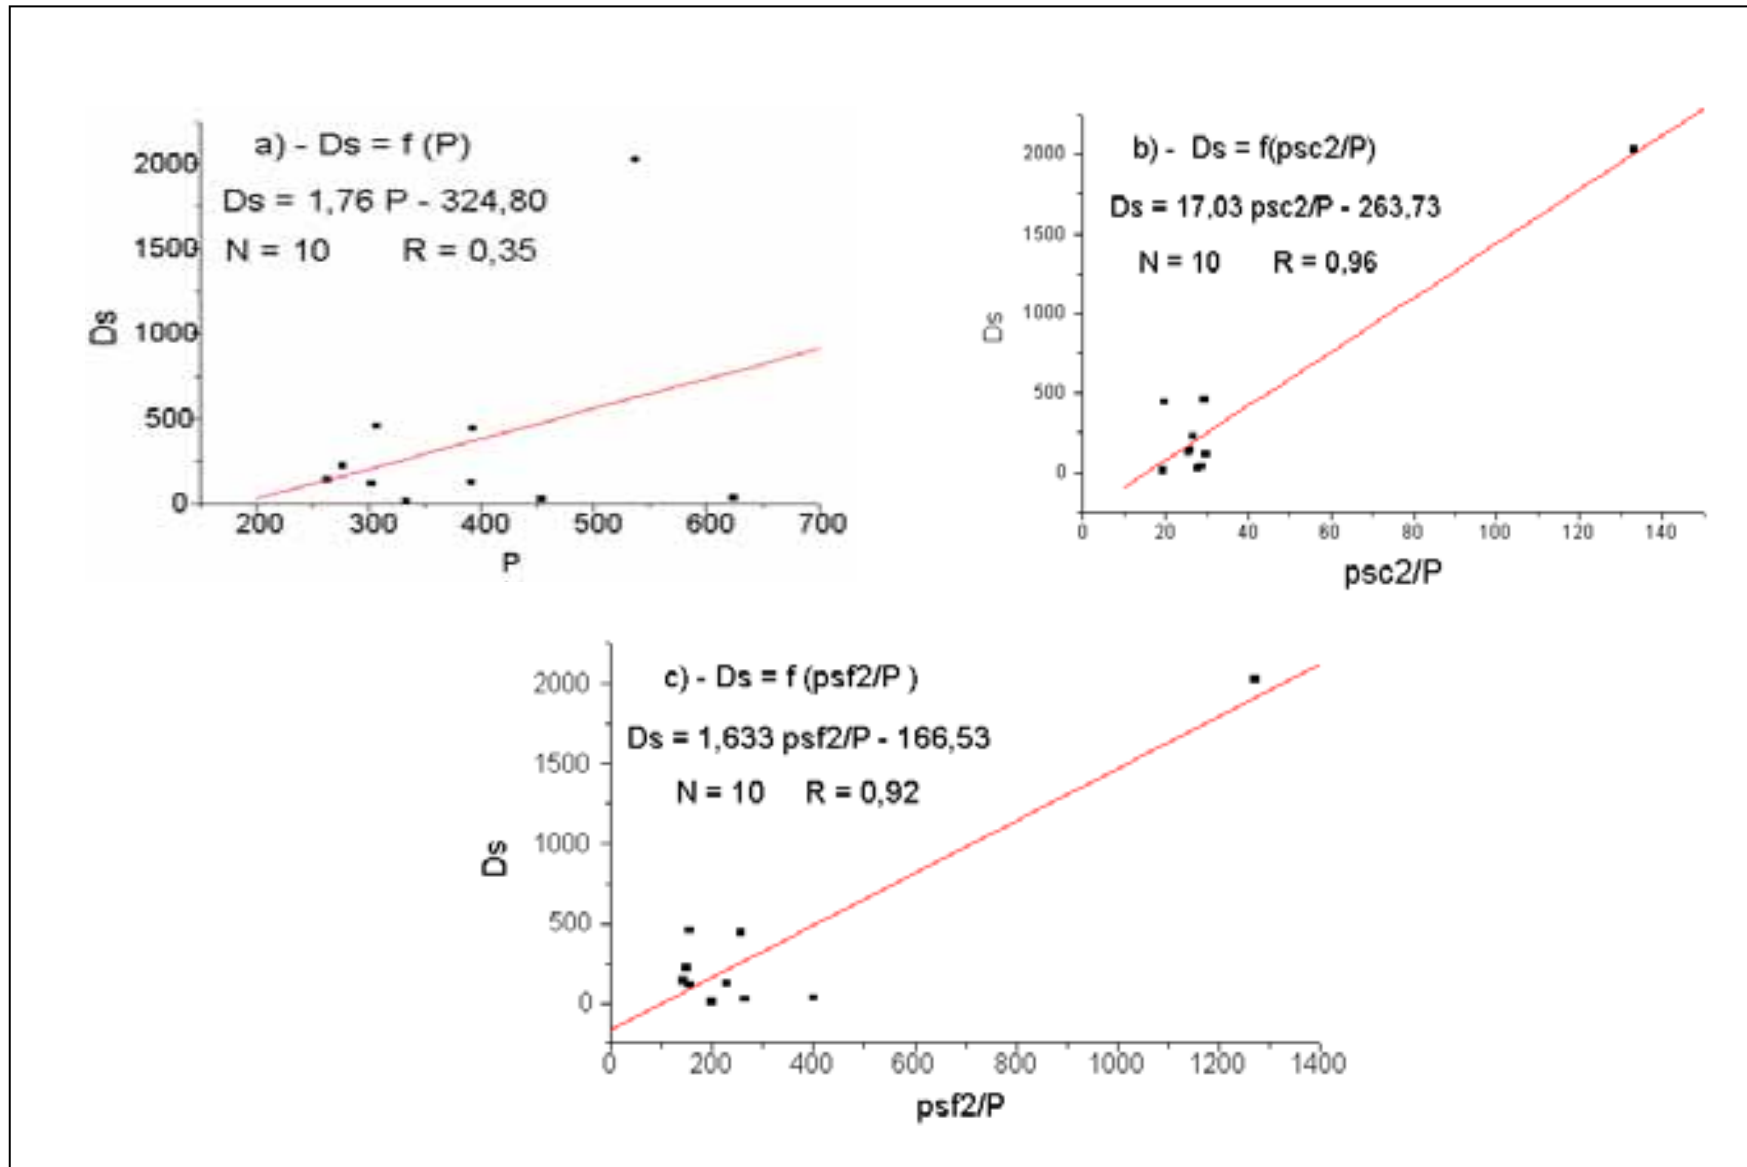 a) - Ds = f (P)
Ds = 1,76 P - 324,80
N = 10 R = 0,35
2000
1500
1000
500
0
Ds
200 300 400 500 600 700
P
b) - Ds = f(psc2/P)
Ds = 17,03 psc2/P - 263,73
N = 10 R = 0,96
2000
1500
1000
500
0
Ds
0 20 40 60 80 100 120 140
psc2/P
c) - Ds = f (psf2/P )
Ds = 1,633 psf2/P - 166,53
N = 10 R = 0,92
2000
1500
1000
500
0
Ds
0 200 400 600 800 1000 1200 1400
psf2/P